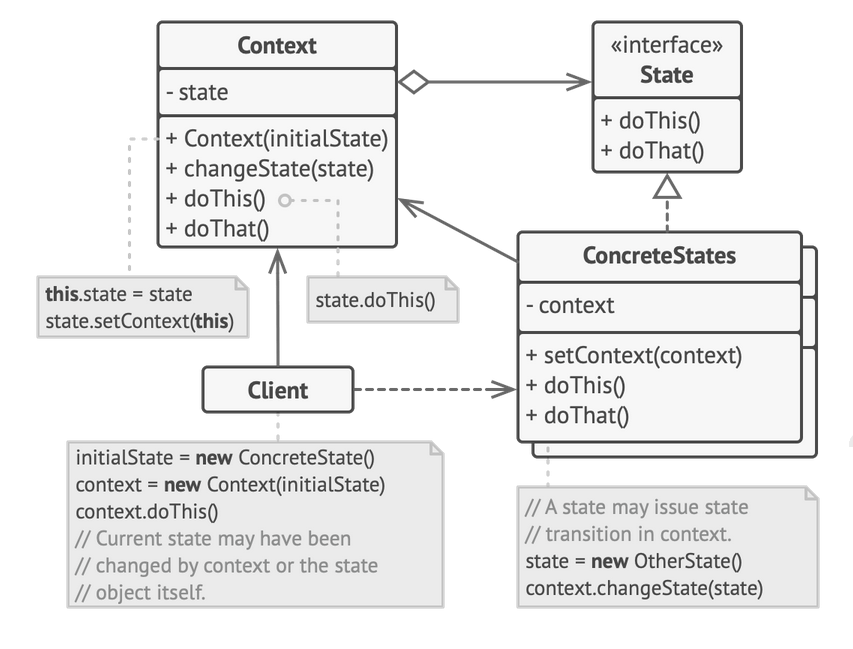 Context
- state
+ Context(initialState)
+ changeState(state)
+ doThis()
+ doThat()
«interface»
State
+ doThis()
+ doThat()
this.state = state
state.setContext(this)
state.doThis()
ConcreteStates
- context
+ setContext(context)
+ doThis()
+ doThat()
Client
initialState = new ConcreteState()
context = new Context(initialState)
context.doThis()
// Current state may have been
// changed by context or the state
// object itself.
// A state may issue state
// transition in context.
state = new OtherState()
context.changeState(state)